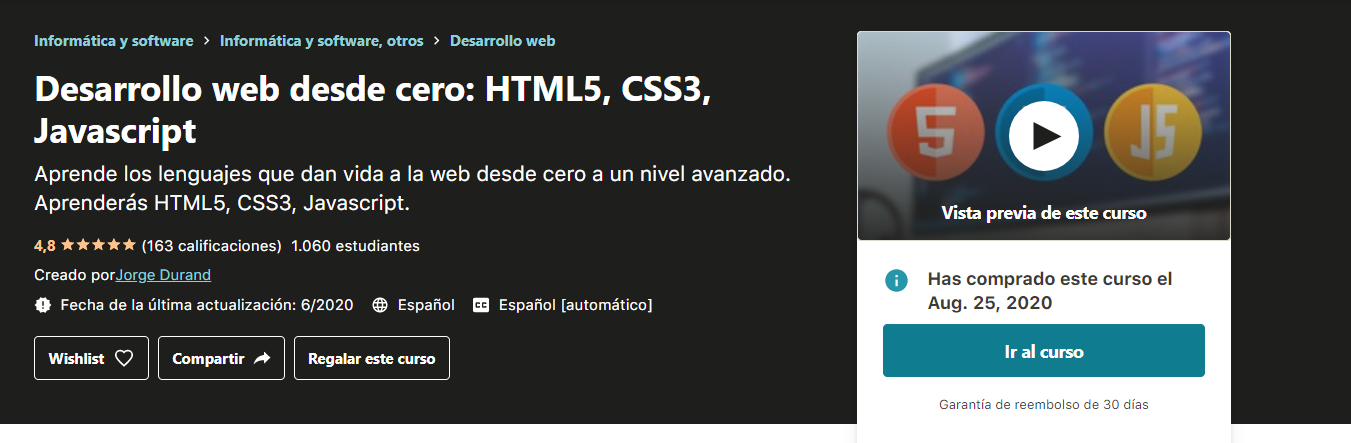 Informática y software > Informática y software, otros > Desarrollo web
Desarrollo web desde cero: HTML5, CSS3,
Javascript
Aprende los lenguajes que dan vida a la web desde cero a un nivel avanzado.
Aprenderás HTML5, CSS3, Javascript.
4,8 ★★★★★ (163 calificaciones) 1.060 estudiantes
Creado porJorge Durand
Fecha de la última actualización: 6/2020 Español CC Español [automático]
Wishlist Compartir Regalar este curso
5 JS
Vista previa de este curso
Has comprado este curso el
Aug. 25, 2020
Ir al curso
Garantía de reembolso de 30 días